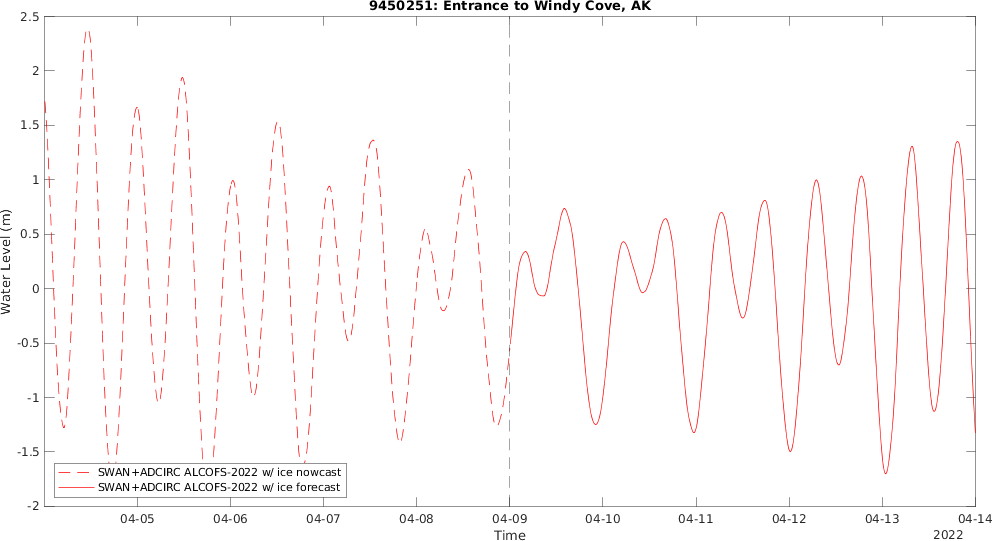 9450251: Entrance to Windy Cove, AK
2.5
2
1.5
1
0.5
0
-0.5
-1
-1.5
-2
Water Level (m)
SWAN+ADCIRC ALCOFS-2022 w/ ice nowcast
SWAN+ADCIRC ALCOFS-2022 w/ ice forecast
04-05 04-06 04-07 04-08 04-09 04-10 04-11 04-12 04-13 04-14
Time
2022